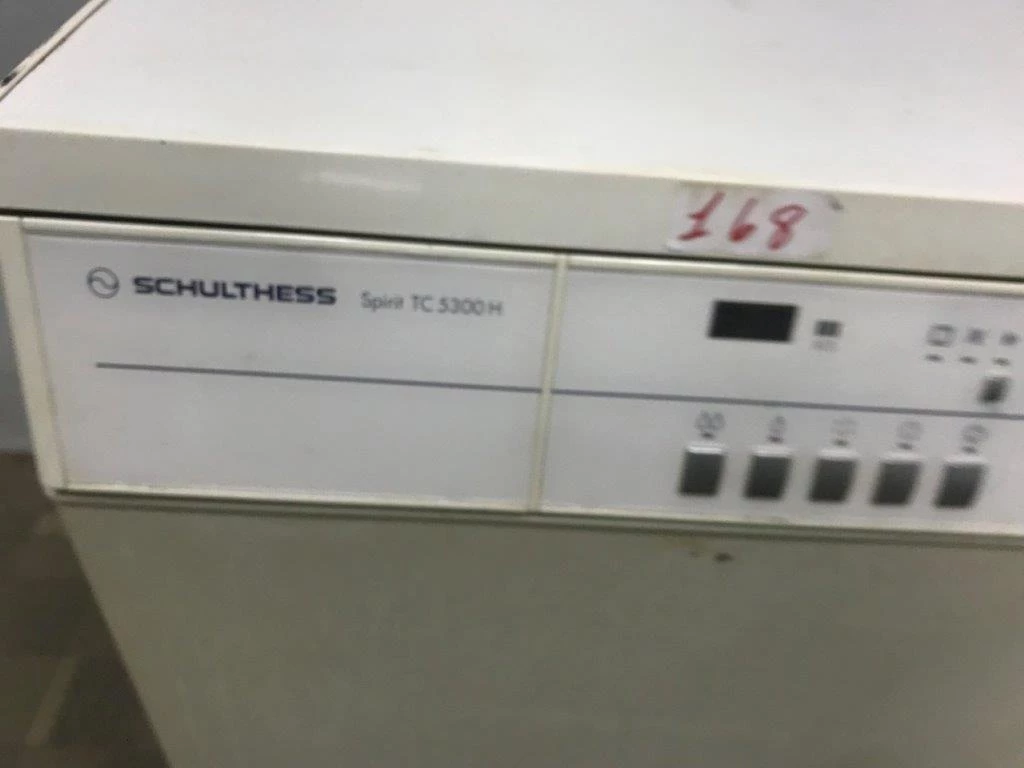 168
SCHULTHESS Spirit TC 5300 H